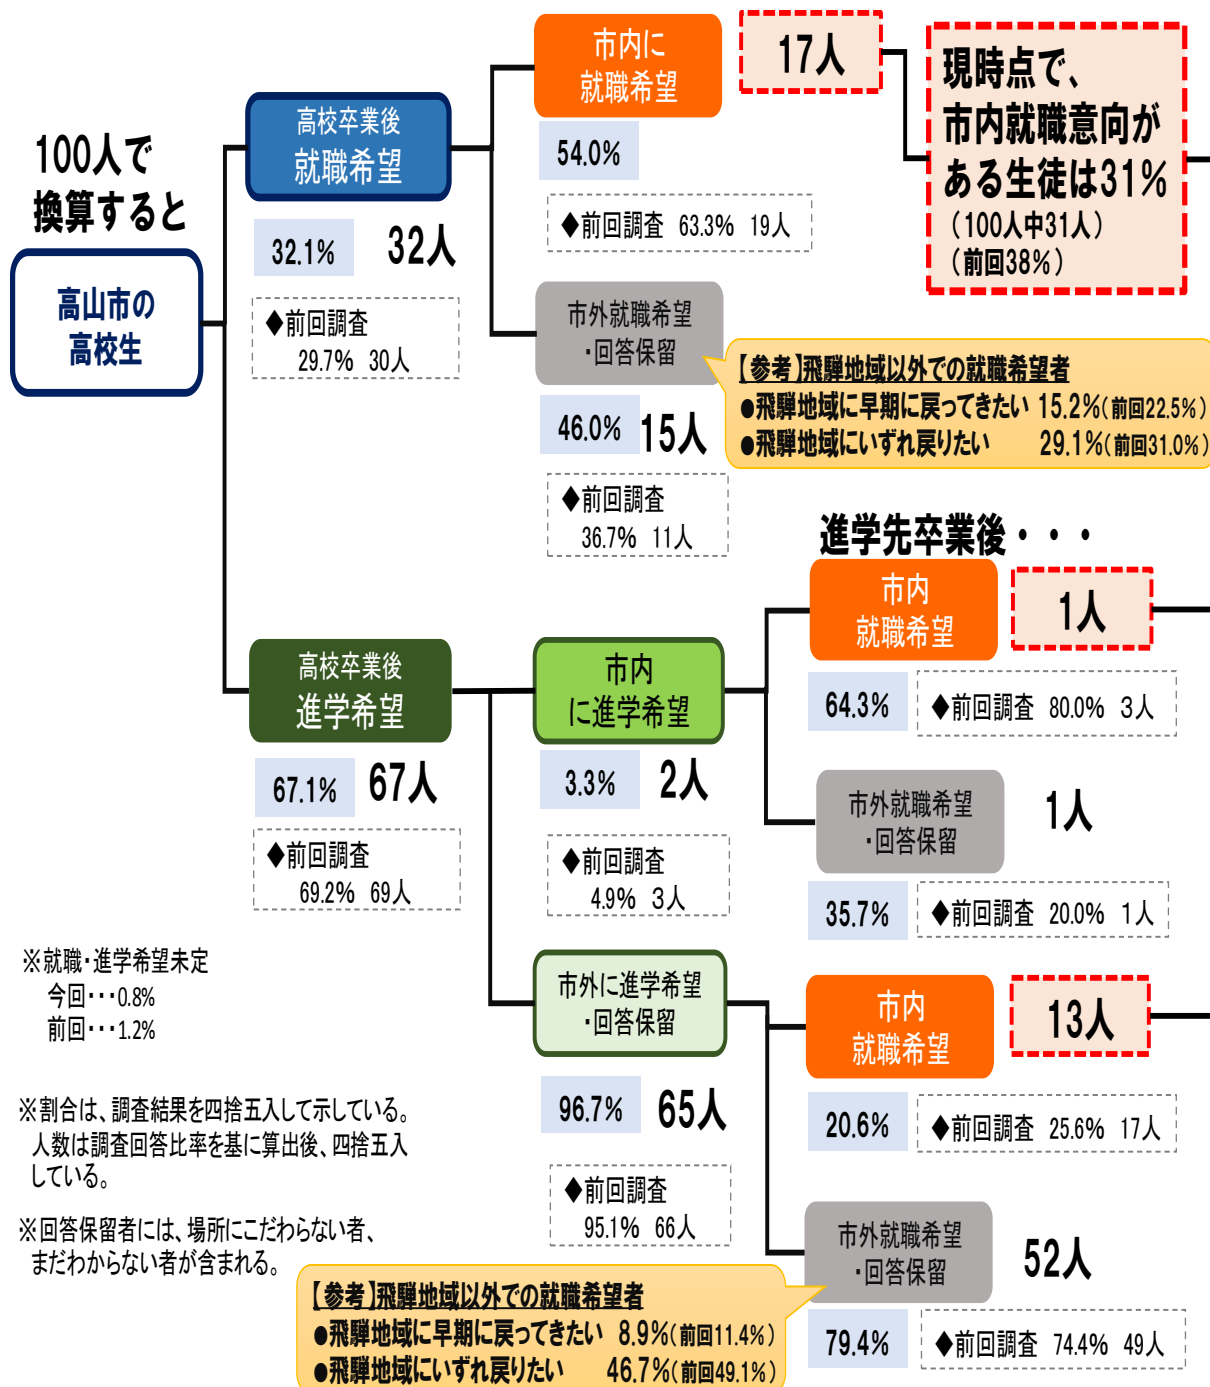 100人で
換算すると
高山市の
高校生
高校卒業後
就職希望
32.1%
32人
◆前回調査
29.7% 30人
市内に
就職希望
17人
54.0%
◆前回調査 63.3% 19人
現時点で、
市内就職意向が
ある生徒は31%
(100人中31人)
(前回38%)
市外就職希望
・回答保留
46.0%
15人
◆前回調査
36.7% 11人
【参考】飛騨地域以外での就職希望者
●飛騨地域に早期に戻ってきたい 15.2%(前回22.5%)
●飛騨地域にいずれ戻りたい 29.1%(前回31.0%)
高校卒業後
進学希望
67.1%
67人
◆前回調査
69.2% 69人
市内
に進学希望
3.3%
2人
◆前回調査
4.9% 3人
進学先卒業後・・・
市内
就職希望
1人
64.3%
◆前回調査 80.0% 3人
市外就職希望
・回答保留
1人
35.7%
◆前回調査 20.0% 1人
市外に進学希望
・回答保留
96.7%
65人
◆前回調査
95.1% 66人
市内
就職希望
13人
20.6%
◆前回調査 25.6% 17人
市外就職希望
・回答保留
52人
79.4%
◆前回調査 74.4% 49人
【参考】飛騨地域以外での就職希望者
●飛騨地域に早期に戻ってきたい 8.9%(前回11.4%)
●飛騨地域にいずれ戻りたい 46.7%(前回49.1%)
※就職・進学希望未定
今回・・・0.8%
前回・・・1.2%
※割合は、調査結果を四捨五入して示している。
人数は調査回答比率を基に算出後、四捨五入
している。
※回答保留者には、場所にこだわらない者、
まだわからない者が含まれる。